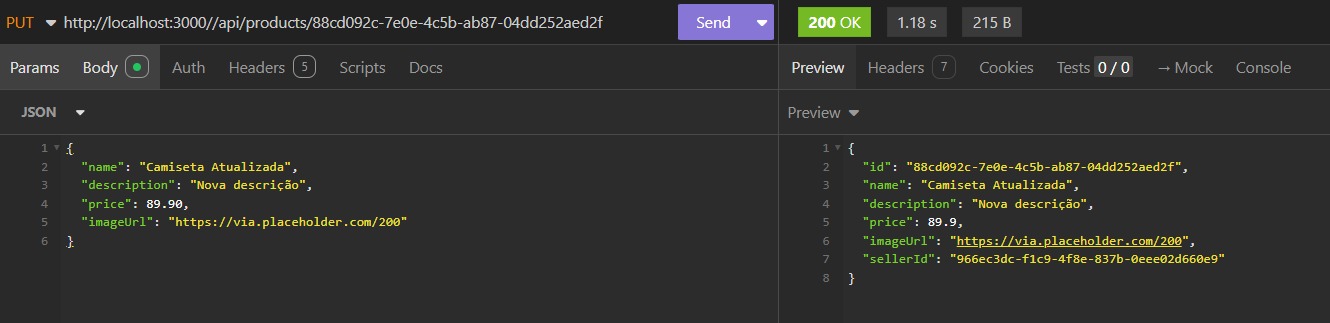 PUT http://localhost:3000//api/products/88cd092c-7e0e-4c5b-ab87-04dd252aed2f Send 200 OK 1.18 s 215 B
Params Body Auth Headers 5 Scripts Docs Preview Headers 7 Cookies Tests 0 / 0 → Mock Console
JSON Preview
1 {
2 "name": "Camiseta Atualizada",
3 "description": "Nova descrição",
4 "price": 89.90,
5 "imageUrl": "https://via.placeholder.com/200"
6 }
1 {
2 "id": "88cd092c-7e0e-4c5b-ab87-04dd252aed2f",
3 "name": "Camiseta Atualizada",
4 "description": "Nova descrição",
5 "price": 89.9,
6 "imageUrl": "https://via.placeholder.com/200",
7 "sellerId": "966ec3dc-f1c9-4f8e-837b-0eee02d660e9"
8 }